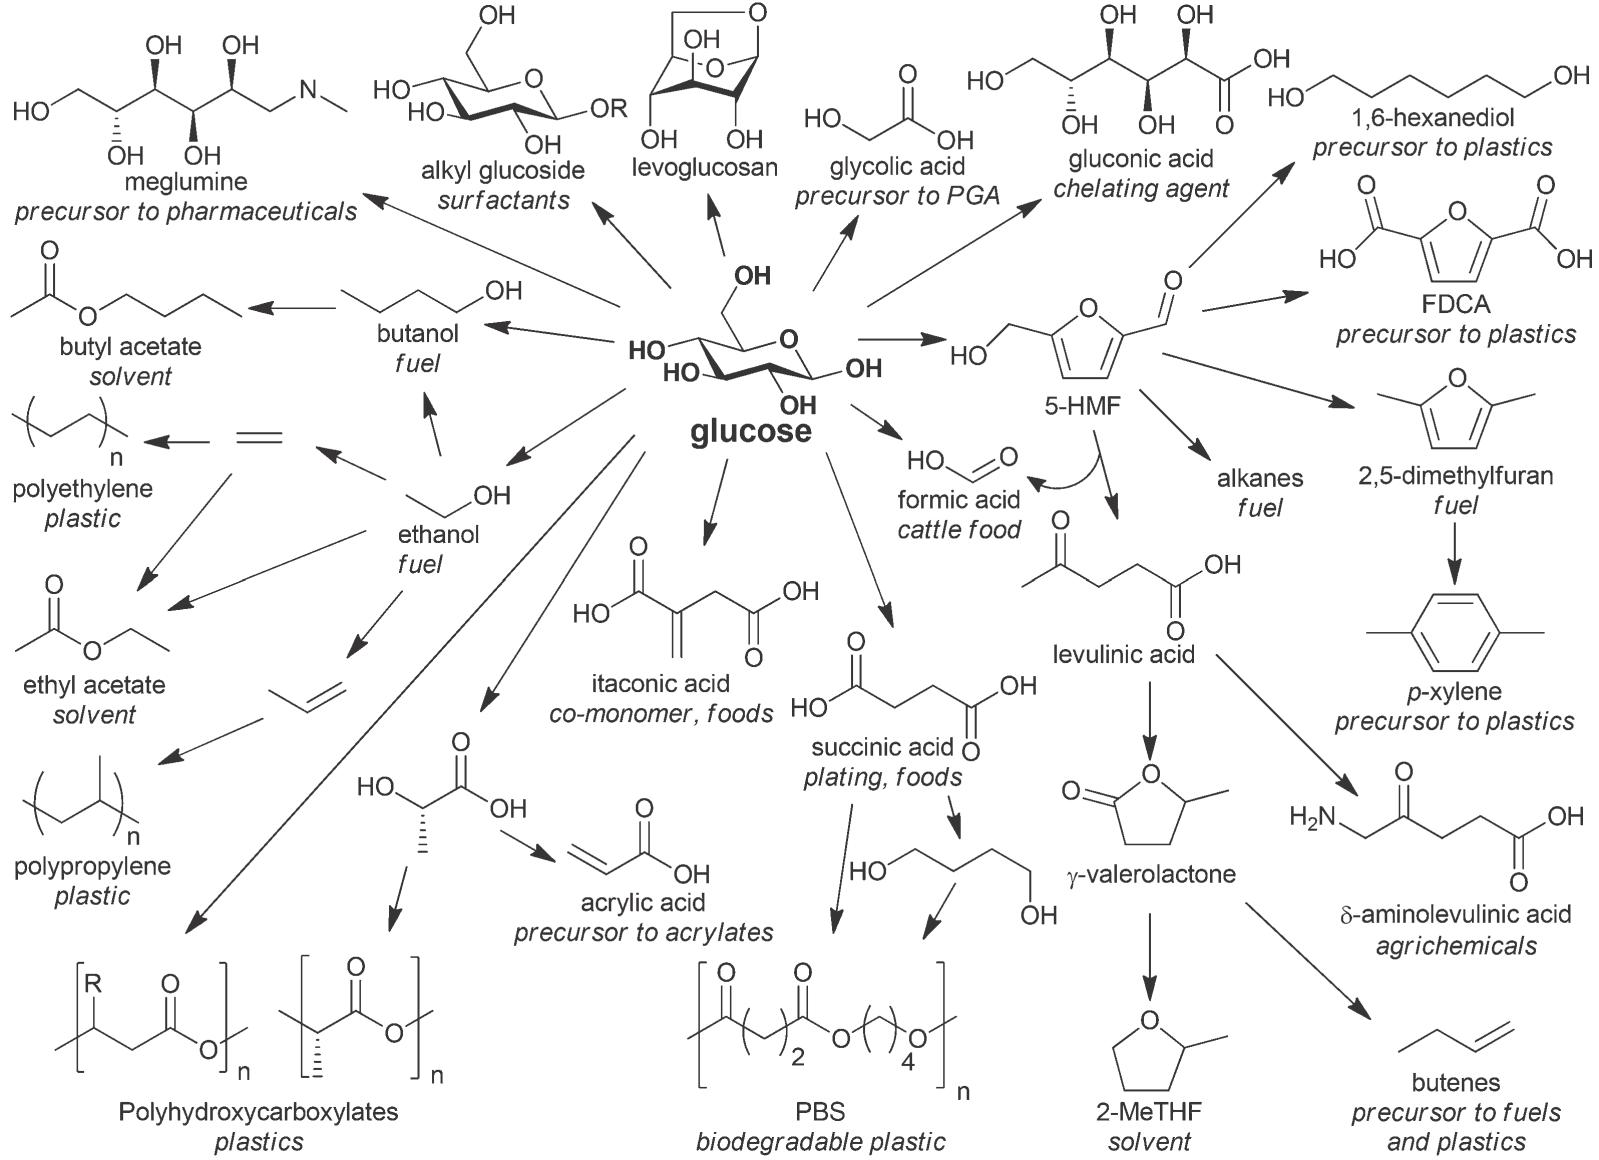 OH OH
HO N
OH OH
meglumine
precursor to pharmaceuticals
OH
HO O
HO OR
OH
alkyl glucoside
surfactants
O
OH
O
OH OH
levoglucosan
O
HO
OH
glycolic acid
precursor to PGA
OH OH
HO OH
OH OH O
gluconic acid
chelating agent
OH
HO
1,6-hexanediol
precursor to plastics
O O
O
HO OH
FDCA
precursor to plastics
O
O
butyl acetate
solvent
OH
butanol
fuel
OH
HO O
HO OH
OH
glucose
O
O
HO
5-HMF
O
2,5-dimethylfuran
fuel
n
polyethylene
plastic
OH
ethanol
fuel
HO O
formic acid
cattle food
alkanes
fuel
O
O
ethyl acetate
solvent
O
HO OH
O
itaconic acid
co-monomer, foods
O
OH
HO
O
succinic acid
plating, foods
O
OH
O
levulinic acid
p-xylene
precursor to plastics
n
polypropylene
plastic
O
HO
OH
O
OH
acrylic acid
precursor to acrylates
HO
OH
O
O
γ-valerolactone
O
H2N OH
O
δ-aminolevulinic acid
agrichemicals
R O
O
n
O
O
n
Polyhydroxycarboxylates
plastics
O O
O O
2 4
n
PBS
biodegradable plastic
O
2-MeTHF
solvent
butenes
precursor to fuels
and plastics